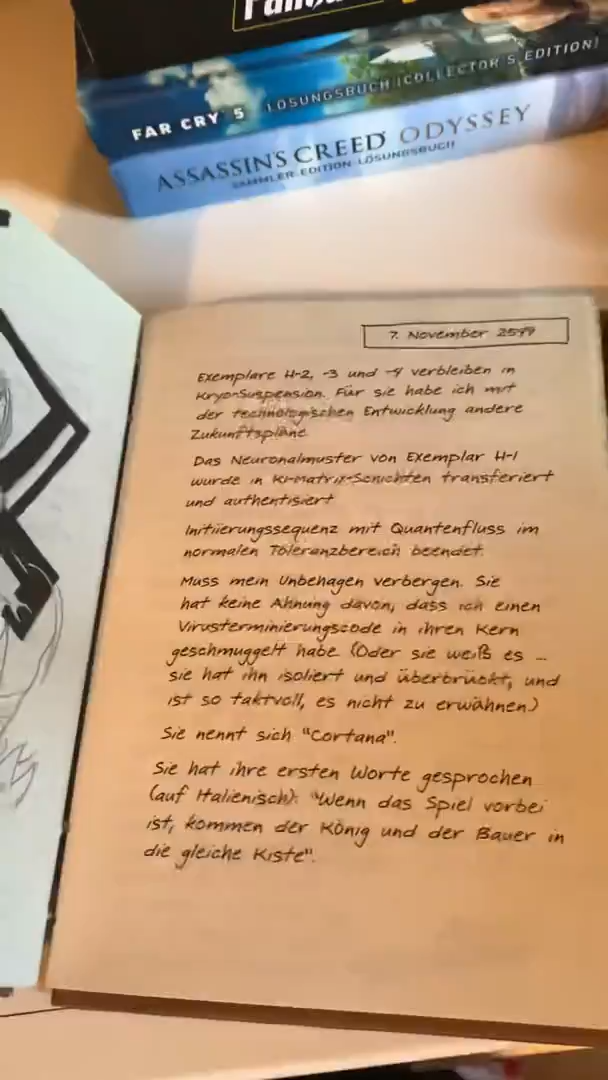 FAR CRY 5 LÖSUNGSBUCH (COLLECTOR'S EDITION)
ASSASSIN'S CREED ODYSSEY
SAMMLER-EDITION-LÖSUNGSBUCH
7. November 2549
Exemplare H-2, -3 und -4 verbleiben in
Kryo-Suspension. Für sie habe ich mit
der technologischen Entwicklung andere
Zukunftspläne
Das Neuronalmuster von Exemplar H-1
wurde in KI-Matrix-Schichten transferiert
und authentisiert
Initiierungssequenz mit Quantenfluss im
normalen Toleranzbereich beendet.
Muss mein Unbehagen verbergen. Sie
hat keine Ahnung davon, dass ich einen
Virusterminierungscode in ihren Kern
geschmuggelt habe (Oder sie weiß es ...
sie hat ihn isoliert und überbrückt, und
ist so taktvoll, es nicht zu erwähnen.)
Sie nennt sich "Cortana".
Sie hat ihre ersten Worte gesprochen
(auf Italienisch): "Wenn das Spiel vorbei
ist, kommen der König und der Bauer in
die gleiche Kiste".